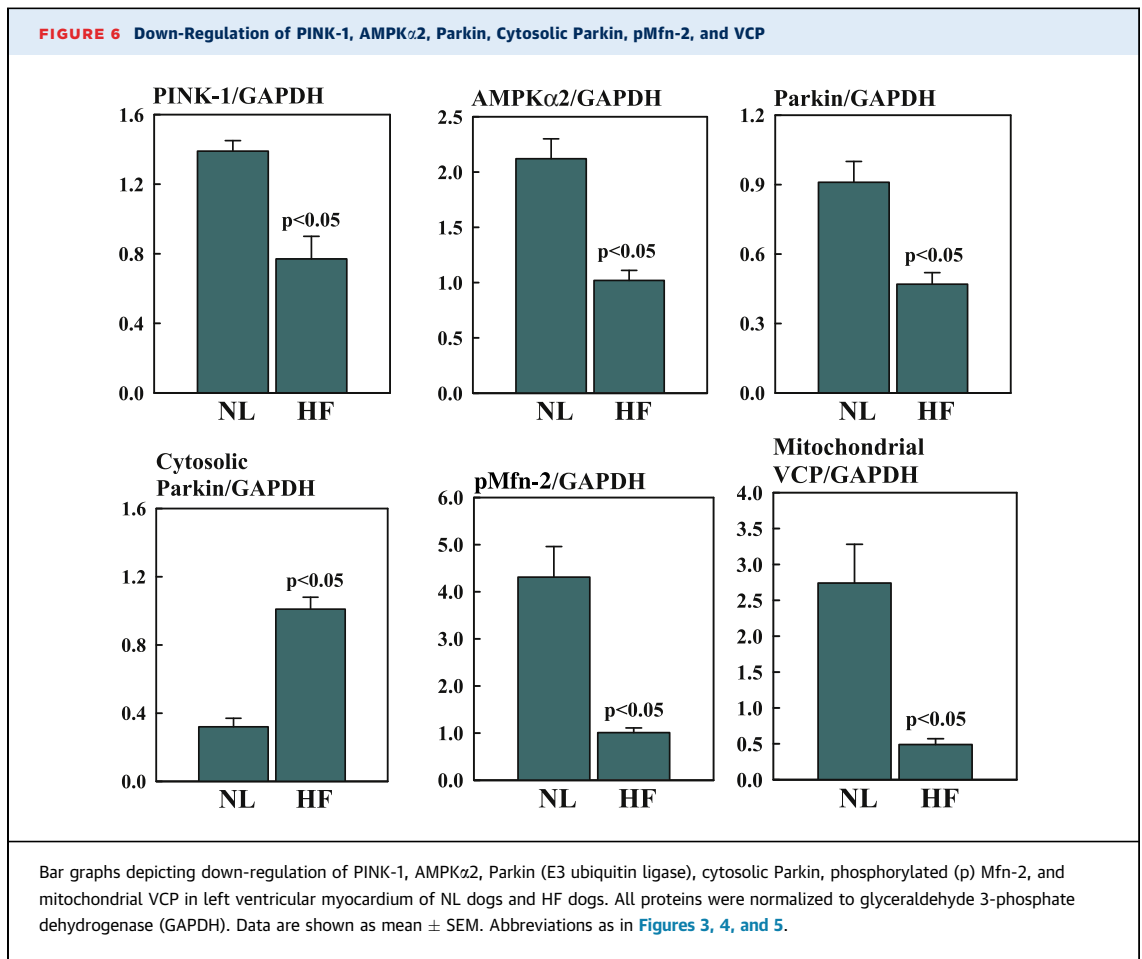 FIGURE 6 Down-Regulation of PINK-1, AMPKα2, Parkin, Cytosolic Parkin, pMfn-2, and VCP
PINK-1/GAPDH
1.6
1.2
0.8
0.4
0.0
p<0.05
NL HF
AMPKα2/GAPDH
2.5
2.0
1.5
1.0
0.5
0.0
p<0.05
NL HF
Parkin/GAPDH
1.2
0.9
0.6
0.3
0.0
p<0.05
NL HF
Cytosolic
Parkin/GAPDH
1.6
1.2
0.8
0.4
0.0
p<0.05
NL HF
pMfn-2/GAPDH
6.0
5.0
4.0
3.0
2.0
1.0
0.0
p<0.05
NL HF
Mitochondrial
VCP/GAPDH
4.0
3.5
3.0
2.5
2.0
1.5
1.0
0.5
0.0
p<0.05
NL HF
Bar graphs depicting down-regulation of PINK-1, AMPKα2, Parkin (E3 ubiquitin ligase), cytosolic Parkin, phosphorylated (p) Mfn-2, and
mitochondrial VCP in left ventricular myocardium of NL dogs and HF dogs. All proteins were normalized to glyceraldehyde 3-phosphate
dehydrogenase (GAPDH). Data are shown as mean ± SEM. Abbreviations as in Figures 3, 4, and 5.